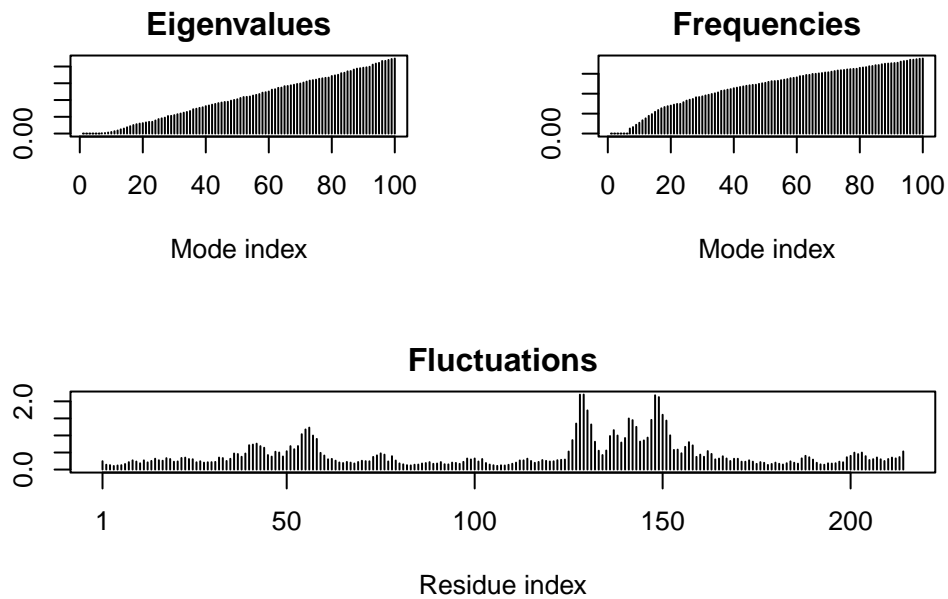 Eigenvalues
0.00
0 20 40 60 80 100
Mode index
Frequencies
0.00
0 20 40 60 80 100
Mode index
Fluctuations
0.0 2.0
1 50 100 150 200
Residue index